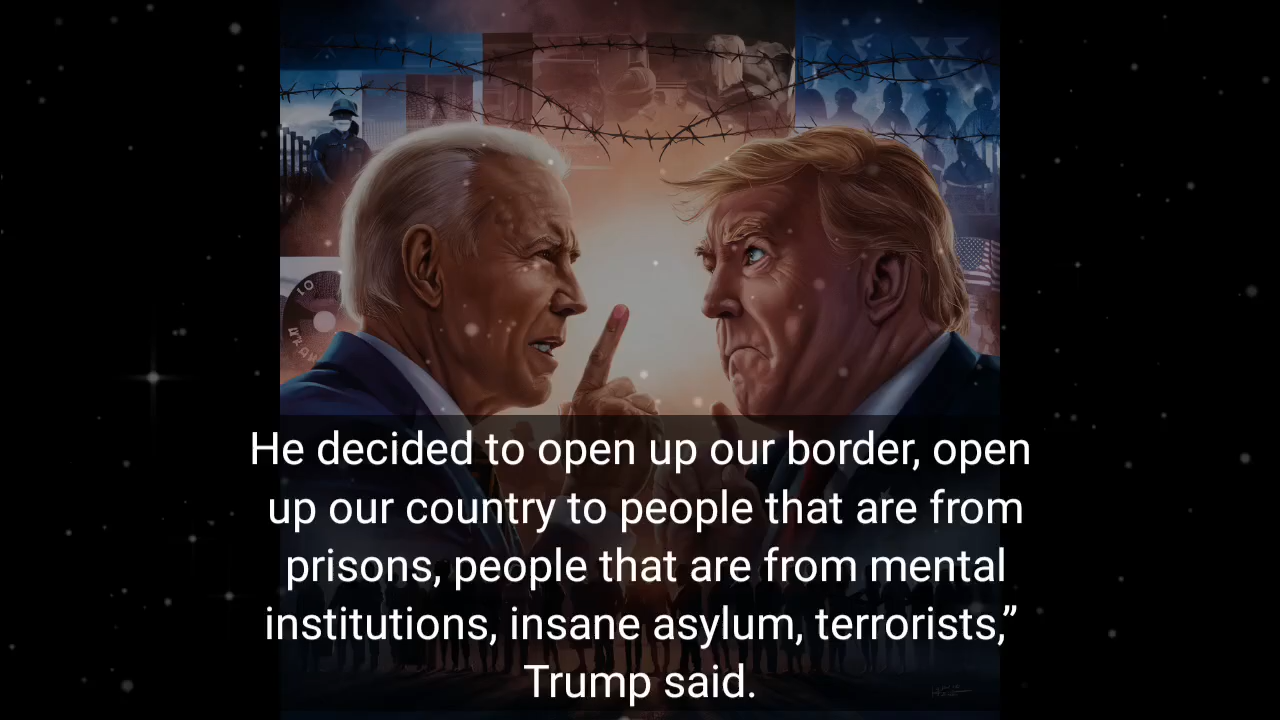 He decided to open up our border, open
up our country to people that are from
prisons, people that are from mental
institutions, insane asylum, terrorists,”
Trump said.